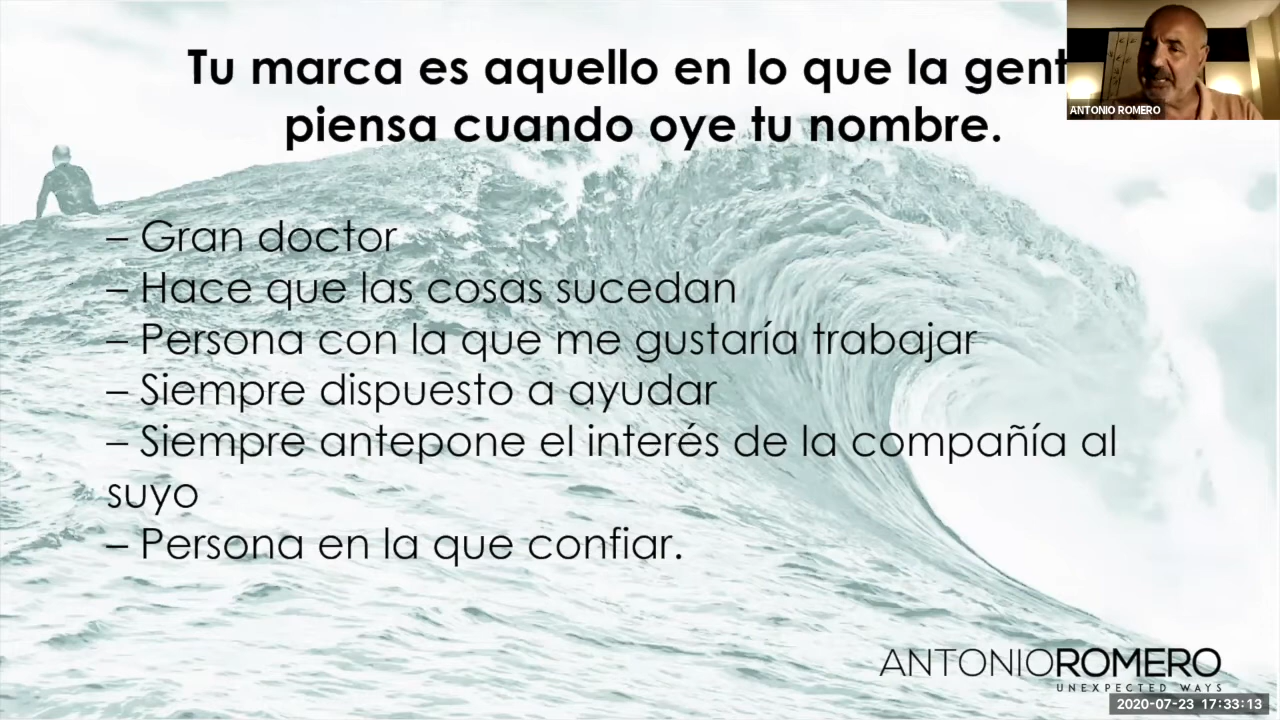 Tu marca es aquello en lo que la gent
piensa cuando oye tu nombre.
ANTONIO ROMERO
– Gran doctor
– Hace que las cosas sucedan
– Persona con la que me gustaría trabajar
– Siempre dispuesto a ayudar
– Siempre antepone el interés de la compañía al
suyo
– Persona en la que confiar.
ANTONIOROMERO
UNEXPECTED WAYS
2020-07-23 17:33:13